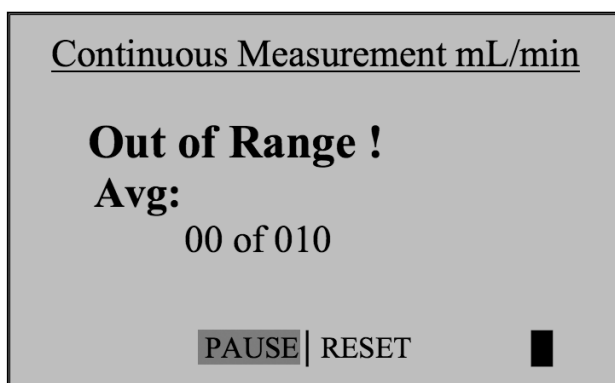 Continuous Measurement mL/min
Out of Range !
Avg:
00 of 010
PAUSE | RESET